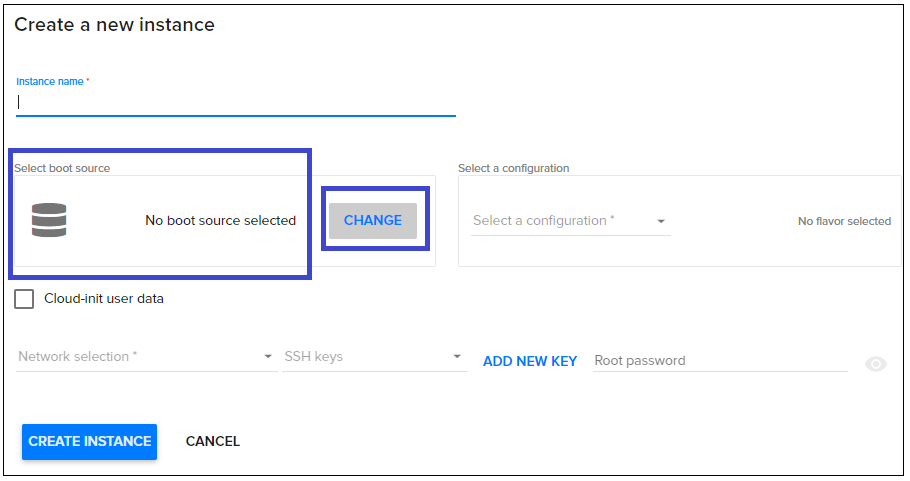 Create a new instance
Instance name *
Select boot source
No boot source selected
CHANGE
Select a configuration
Select a configuration *
No flavor selected
Cloud-init user data
Network selection *
SSH keys
ADD NEW KEY
Root password
CREATE INSTANCE
CANCEL